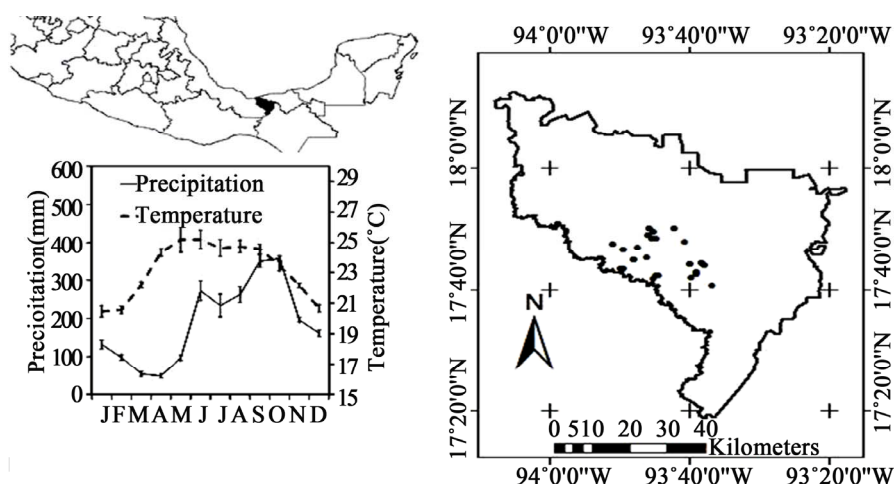 600
500
400
300
200
100
0
Precioitation(mm)
Precipitation
Temperature
29
27
25
23
21
19
17
15
Temperature(°C)
J F M A M J J A S O N D
94°0'0"W 93°40'0"W 93°20'0"W
18°0'0"N
17°40'0"N
17°20'0"N
18°0'0"N
17°40'0"N
17°20'0"N
N
0 510 20 30 40
Kilometers
94°0'0"W 93°40'0"W 93°20'0"W